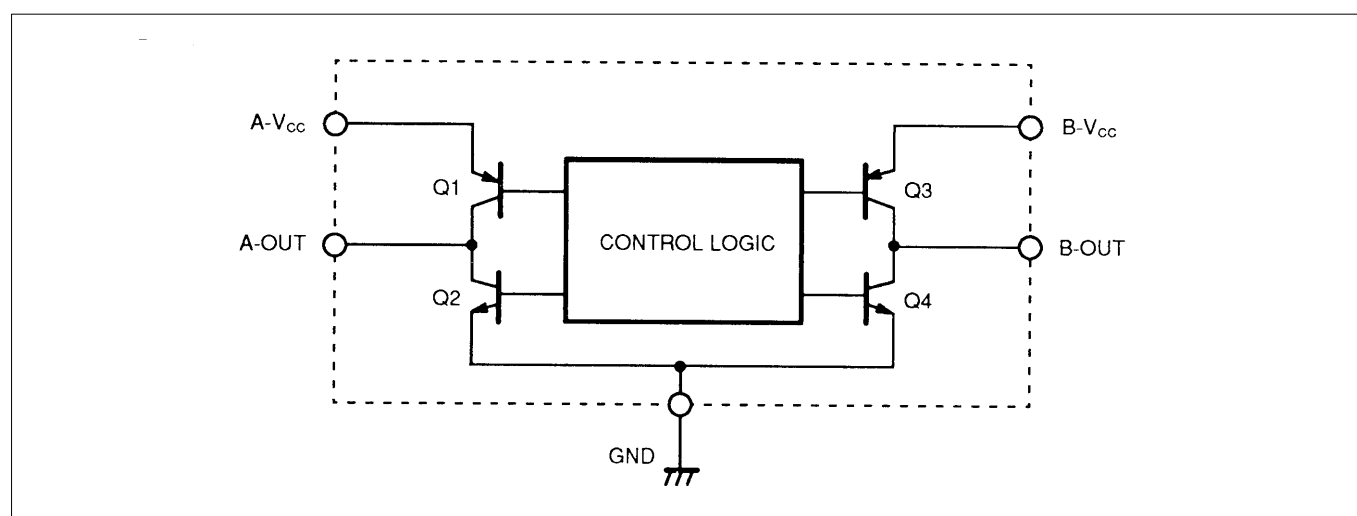 A-Vcc
B-Vcc
Q1
Q3
A-OUT
CONTROL LOGIC
B-OUT
Q2
Q4
GND